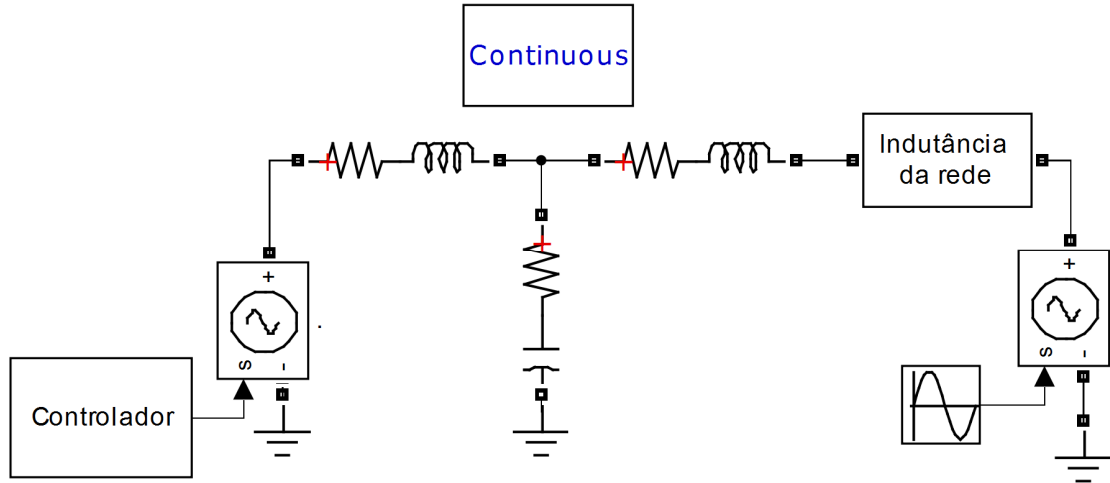 Continuous
Indutância
da rede
+
s
-
Controlador
+
s
-